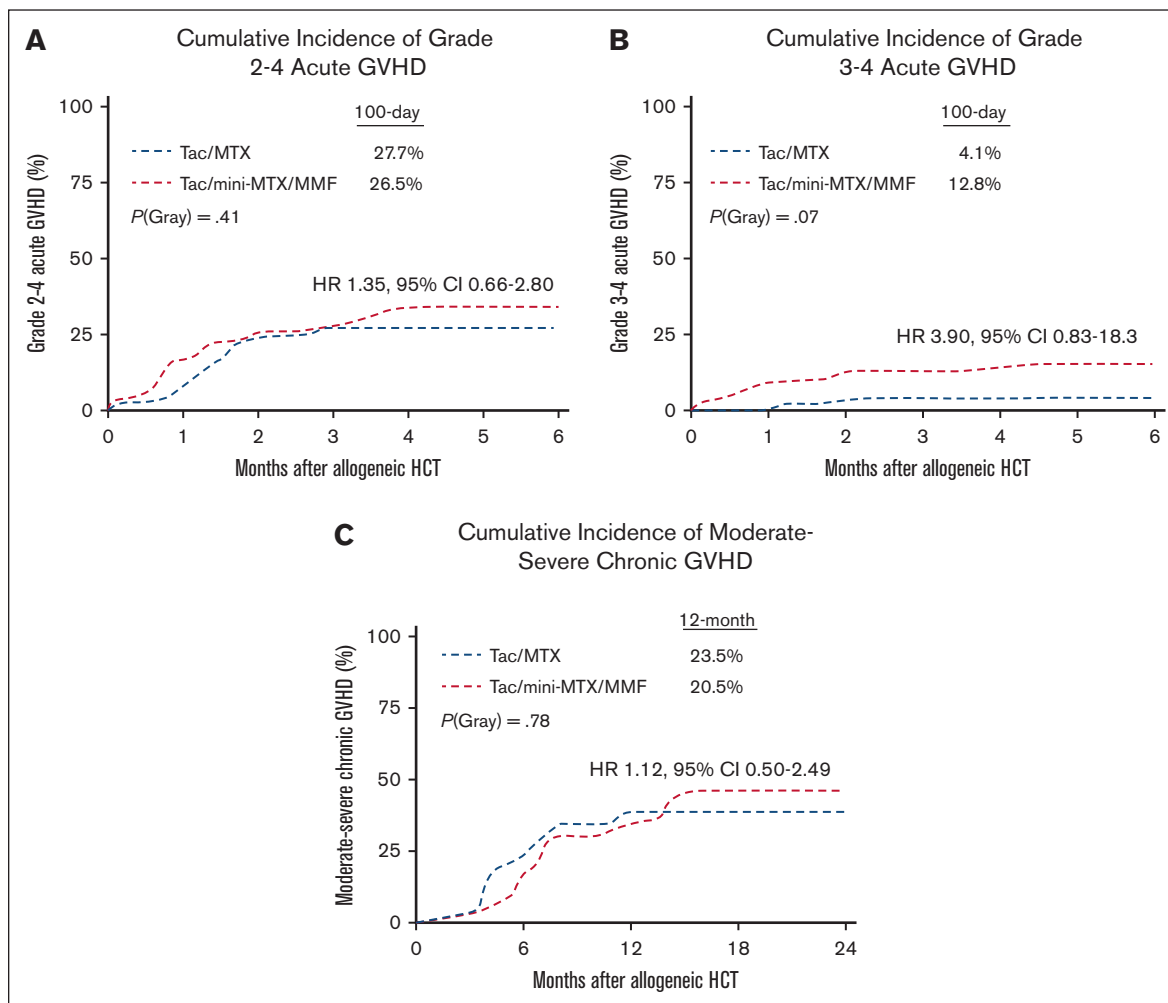 A
Cumulative Incidence of Grade
2-4 Acute GVHD
100-day
Tac/MTX 27.7%
Tac/mini-MTX/MMF 26.5%
P(Gray) = .41
HR 1.35, 95% CI 0.66-2.80
Grade 2-4 acute GVHD (%)
100
75
50
25
0
0 1 2 3 4 5 6
Months after allogeneic HCT
B
Cumulative Incidence of Grade
3-4 Acute GVHD
100-day
Tac/MTX 4.1%
Tac/mini-MTX/MMF 12.8%
P(Gray) = .07
HR 3.90, 95% CI 0.83-18.3
Grade 3-4 acute GVHD (%)
100
75
50
25
0
0 1 2 3 4 5 6
Months after allogeneic HCT
C
Cumulative Incidence of Moderate-
Severe Chronic GVHD
12-month
Tac/MTX 23.5%
Tac/mini-MTX/MMF 20.5%
P(Gray) = .78
HR 1.12, 95% CI 0.50-2.49
Moderate-severe chronic GVHD (%)
100
75
50
25
0
0 6 12 18 24
Months after allogeneic HCT